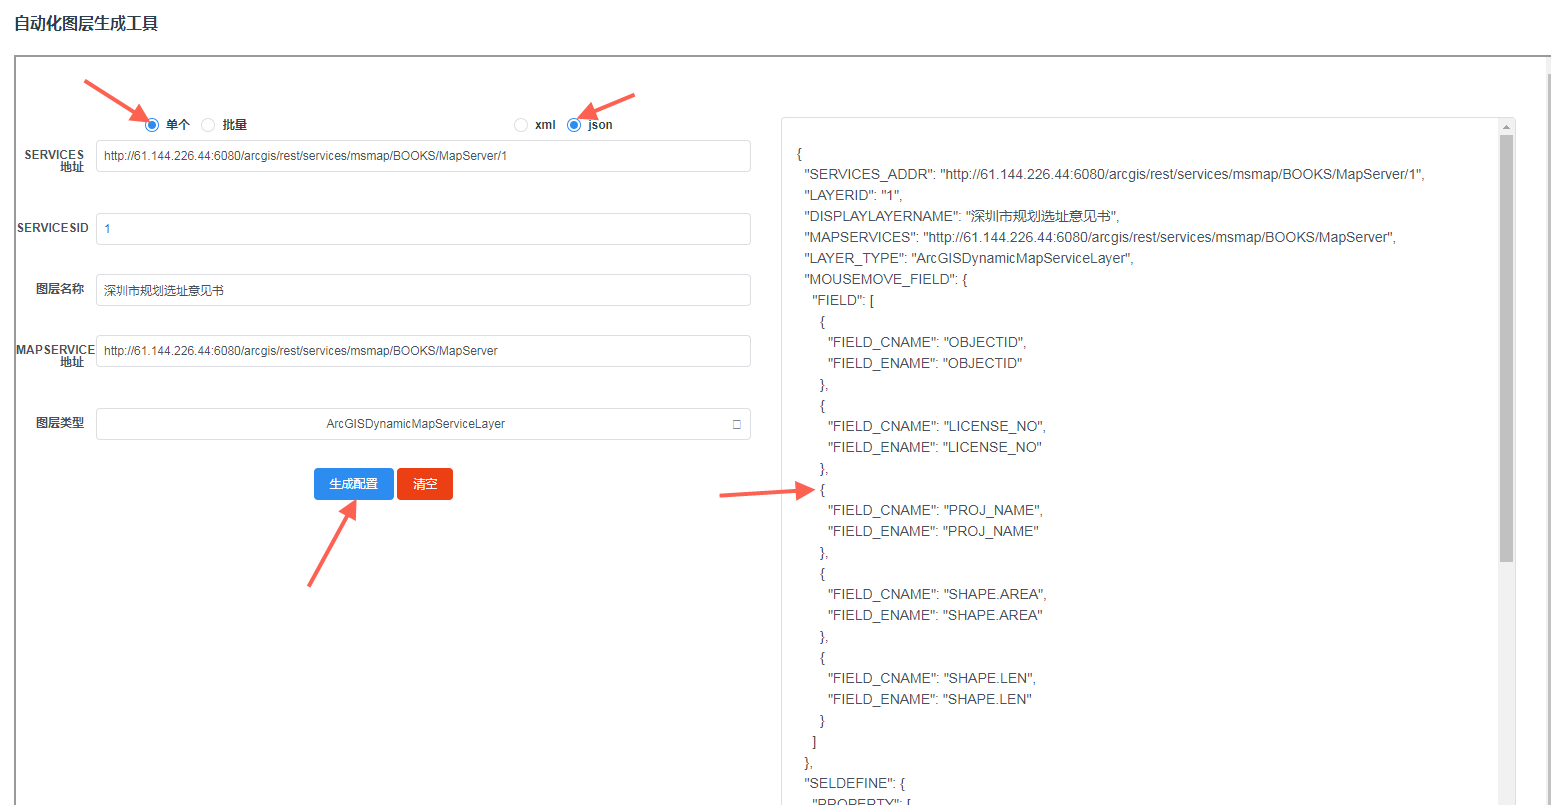 自动化图层生成工具
单个 批量 xml json
SERVICES
地址
http://61.144.226.44:6080/arcgis/rest/services/msmap/BOOKS/MapServer/1
SERVICESID
1
图层名称
深圳市规划选址意见书
MAPSERVICE
地址
http://61.144.226.44:6080/arcgis/rest/services/msmap/BOOKS/MapServer
图层类型
ArcGISDynamicMapServiceLayer
生成配置 清空
{
"SERVICES_ADDR": "http://61.144.226.44:6080/arcgis/rest/services/msmap/BOOKS/MapServer/1",
"LAYERID": "1",
"DISPLAYLAYERNAME": "深圳市规划选址意见书",
"MAPSERVICES": "http://61.144.226.44:6080/arcgis/rest/services/msmap/BOOKS/MapServer",
"LAYER_TYPE": "ArcGISDynamicMapServiceLayer",
"MOUSEMOVE_FIELD": {
"FIELD": [
{
"FIELD_CNAME": "OBJECTID",
"FIELD_ENAME": "OBJECTID"
},
{
"FIELD_CNAME": "LICENSE_NO",
"FIELD_ENAME": "LICENSE_NO"
},
{
"FIELD_CNAME": "PROJ_NAME",
"FIELD_ENAME": "PROJ_NAME"
},
{
"FIELD_CNAME": "SHAPE.AREA",
"FIELD_ENAME": "SHAPE.AREA"
},
{
"FIELD_CNAME": "SHAPE.LEN",
"FIELD_ENAME": "SHAPE.LEN"
}
]
},
"SELDEFINE": {
"PROPERTY": [